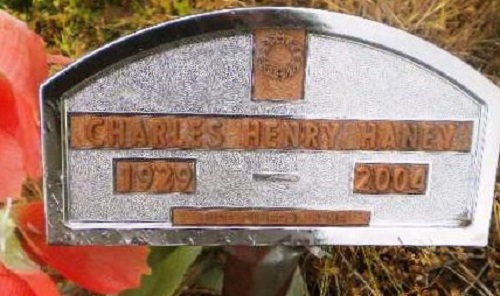 CHARLES HENRY HANEY
1929 — 2004